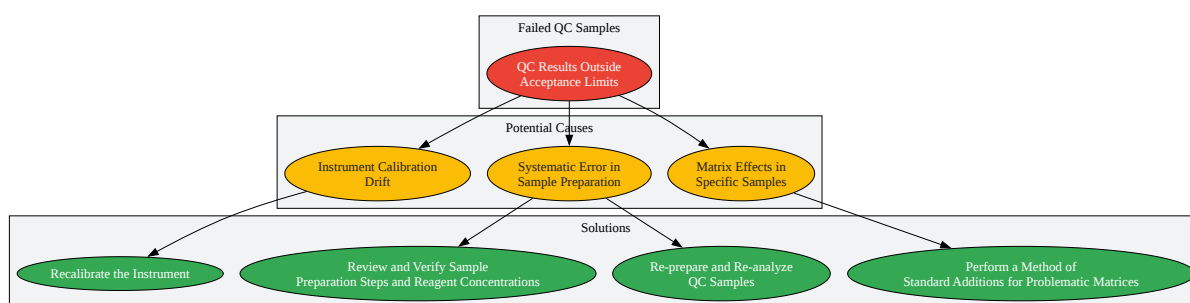 Failed QC Samples
QC Results Outside
Acceptance Limits
Potential Causes
Instrument Calibration
Drift
Systematic Error in
Sample Preparation
Matrix Effects in
Specific Samples
Solutions
Recalibrate the Instrument
Review and Verify Sample
Preparation Steps and Reagent Concentrations
Re-prepare and Re-analyze
QC Samples
Perform a Method of
Standard Additions for Problematic Matrices